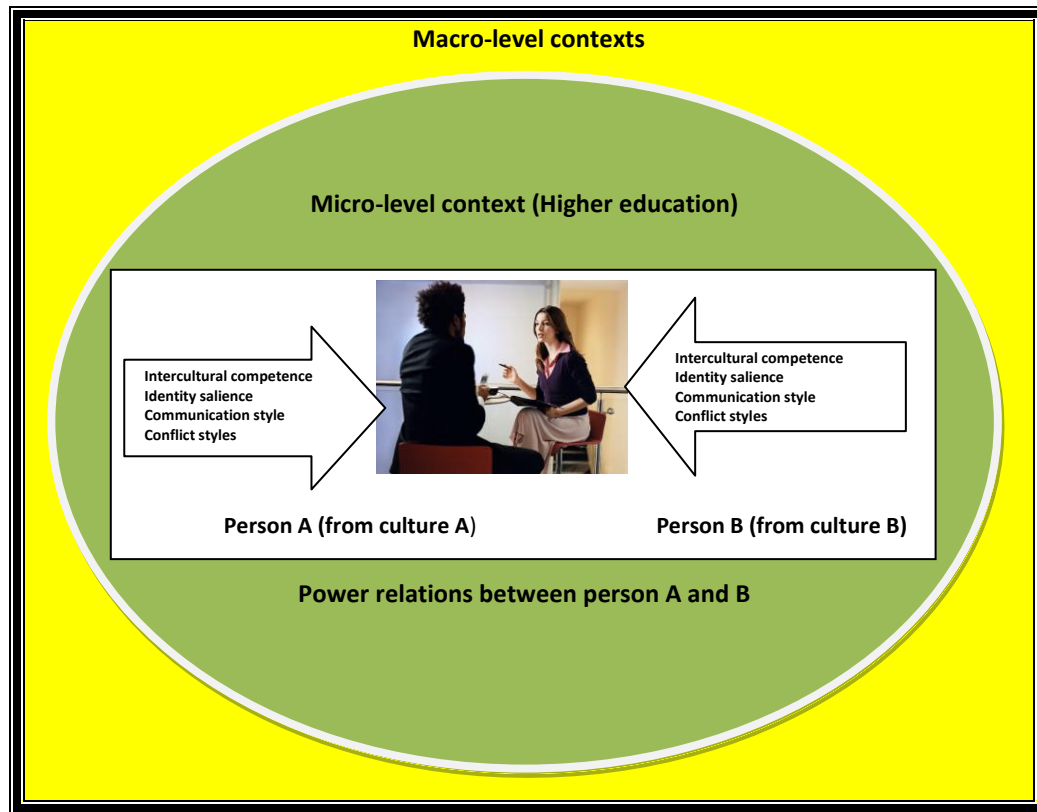 Macro-level contexts
Micro-level context (Higher education)
Intercultural competence
Identity salience
Communication style
Conflict styles
Intercultural competence
Identity salience
Communication style
Conflict styles
Person A (from culture A)
Person B (from culture B)
Power relations between person A and B